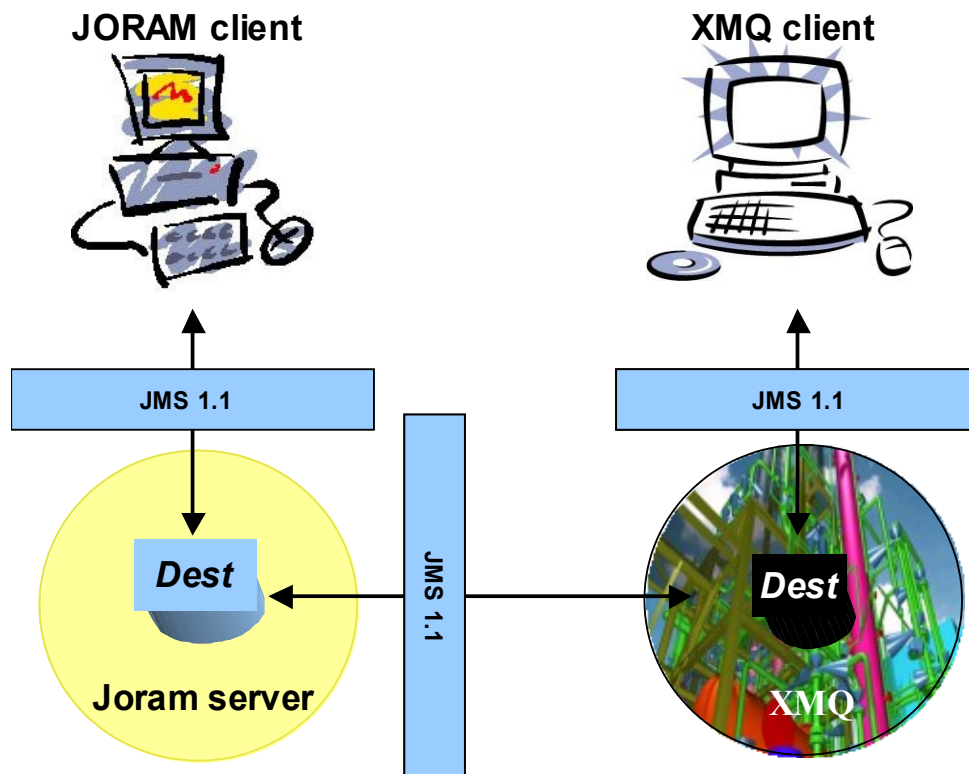 JORAM client
XMQ client
JMS 1.1
JMS 1.1
JMS 1.1
Dest
Dest
Joram server
XMQ